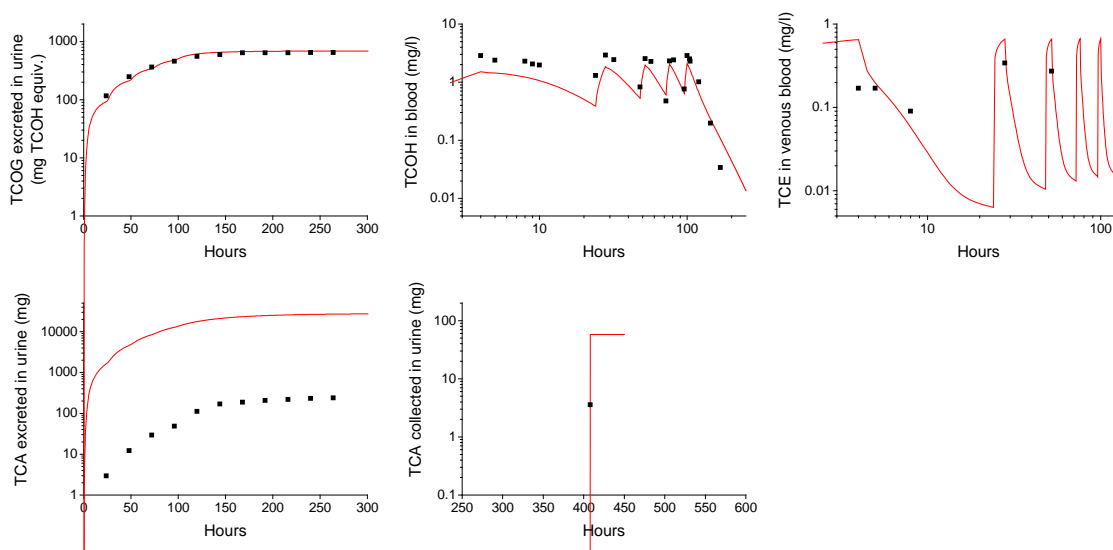 TCOG excreted in urine
(mg TCOH equiv.)
1000
100
10
1
0 50 100 150 200 250 300
Hours
TCOH in blood (mg/l)
10
1
0.1
0.01
10 100
Hours
TCE in venous blood (mg/l)
1
0.1
0.01
10 100
Hours
TCA excreted in urine (mg)
10000
1000
100
10
1
0 50 100 150 200 250 300
Hours
TCA collected in urine (mg)
100
10
1
0.1
250 300 350 400 450 500 550 600
Hours